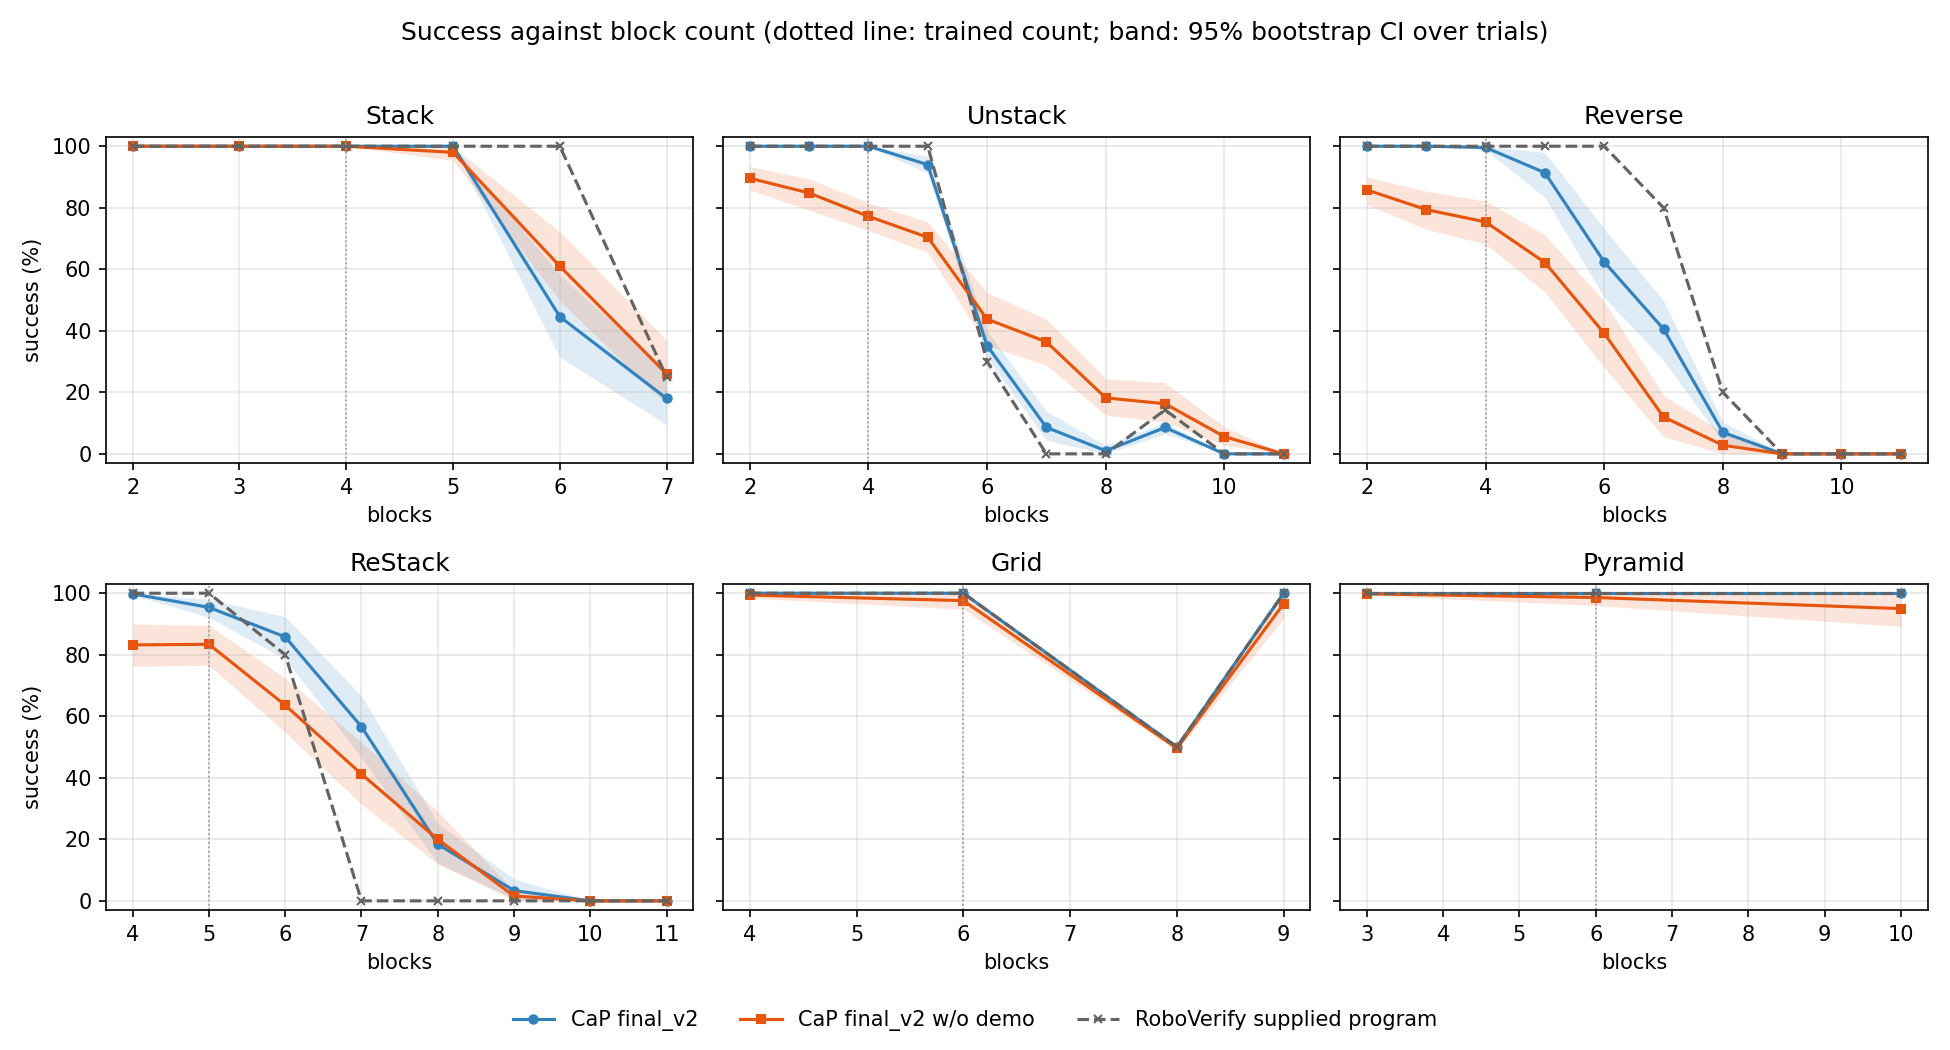 Success against block count (dotted line: trained count; band: 95% bootstrap CI over trials)
Stack
Unstack
Reverse
success (%)
100
80
60
40
20
0
2 3 4 5 6 7
2 4 6 8 10
2 4 6 8 10
blocks
blocks
blocks
ReStack
Grid
Pyramid
success (%)
100
80
60
40
20
0
4 5 6 7 8 9 10 11
4 5 6 7 8 9
3 4 5 6 7 8 9 10
blocks
blocks
blocks
CaP final_v2
CaP final_v2 w/o demo
RoboVerify supplied program